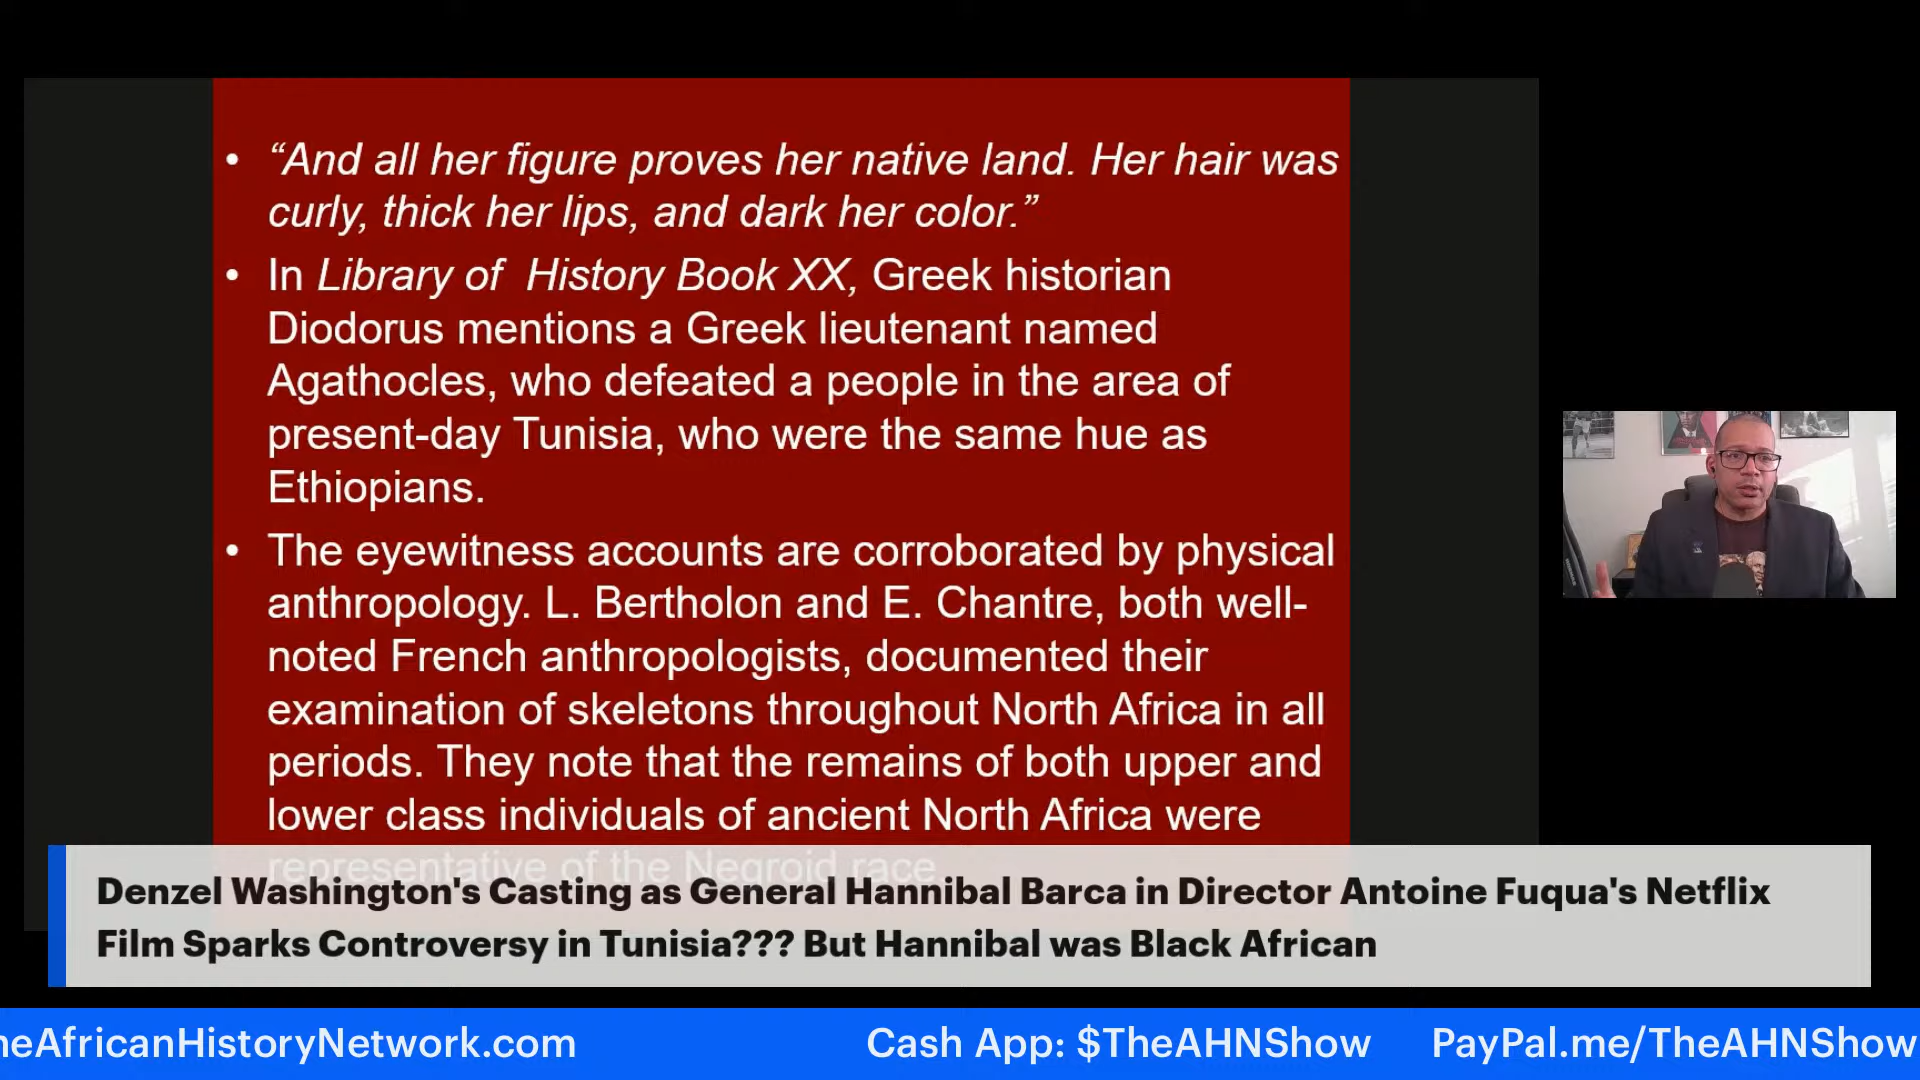 • “And all her figure proves her native land. Her hair was
curly, thick her lips, and dark her color.”
• In Library of History Book XX, Greek historian
Diodorus mentions a Greek lieutenant named
Agathocles, who defeated a people in the area of
present-day Tunisia, who were the same hue as
Ethiopians.
• The eyewitness accounts are corroborated by physical
anthropology. L. Bertholon and E. Chantre, both well-
noted French anthropologists, documented their
examination of skeletons throughout North Africa in all
periods. They note that the remains of both upper and
lower class individuals of ancient North Africa were
representative of the Negroid race.
Denzel Washington's Casting as General Hannibal Barca in Director Antoine Fuqua's Netflix
Film Sparks Controversy in Tunisia??? But Hannibal was Black African
heAfricanHistoryNetwork.com Cash App: $TheAHNShow PayPal.me/TheAHNShow